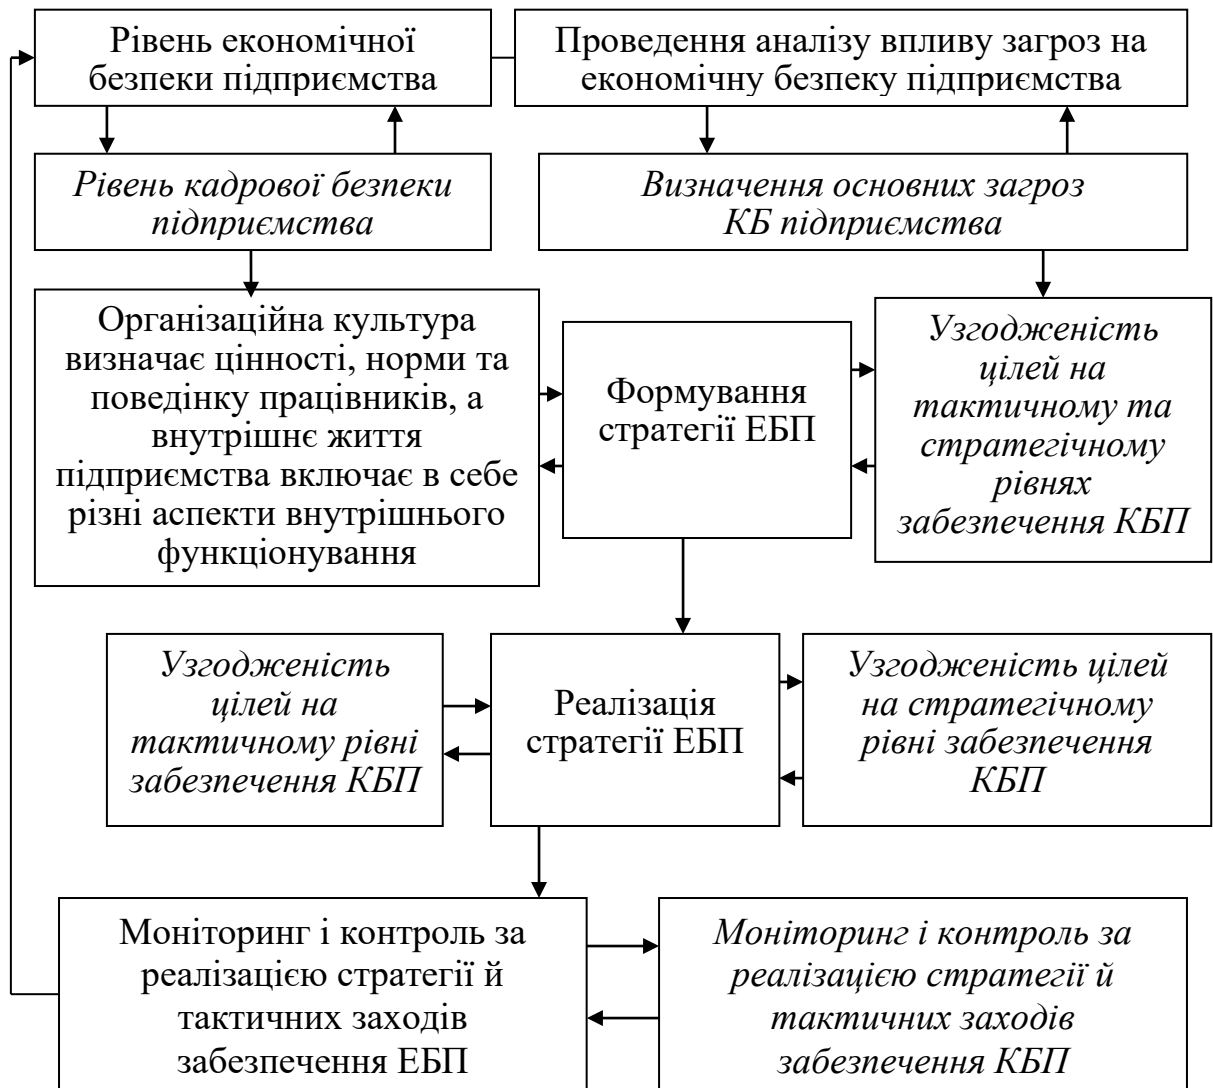 Рівень економічної
безпеки підприємства
Проведення аналізу впливу загроз на
економічну безпеку підприємства
Рівень кадрової безпеки
підприємства
Визначення основних загроз
КБ підприємства
Організаційна культура
визначає цінності, норми та
поведінку працівників, а
внутрішнє життя
підприємства включає в себе
різні аспекти внутрішнього
функціонування
Формування
стратегії ЕБП
Узгодженість
цілей на
тактичному та
стратегічному
рівнях
забезпечення КБП
Узгодженість
цілей на
тактичному рівні
забезпечення КБП
Реалізація
стратегії ЕБП
Узгодженість цілей
на стратегічному
рівні забезпечення
КБП
Моніторинг і контроль за
реалізацією стратегії й
тактичних заходів
забезпечення ЕБП
Моніторинг і контроль за
реалізацією стратегії й
тактичних заходів
забезпечення КБП